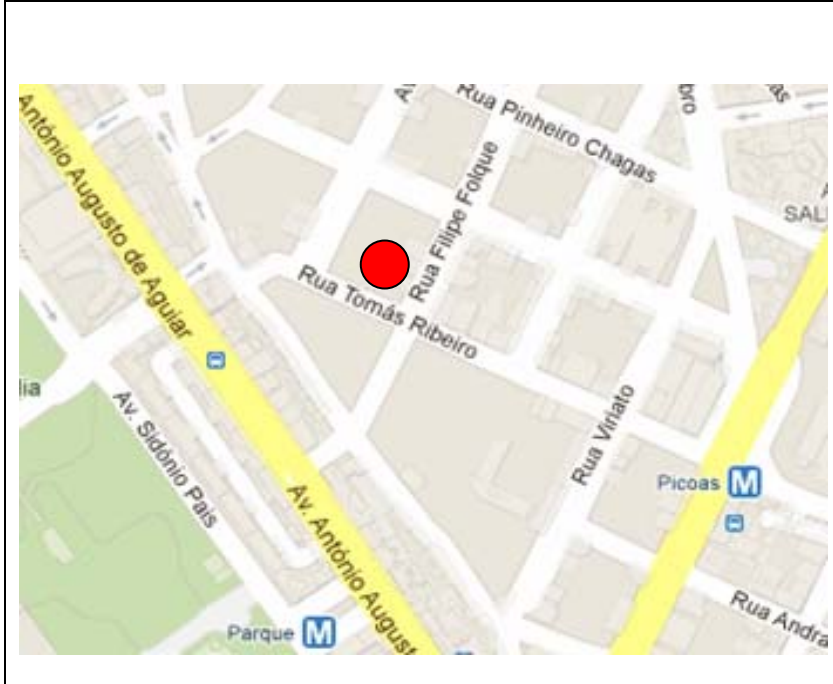 António Augusto de Aguiar
Rua Pinheiro Chagas
bro
SAL
Rua Filipe Folque
Rua Tomás Ribeiro
lia
Av. Sidónio Pais
Rua Viriato
Picoas M
Av. António August
Rua Andra
Parque M